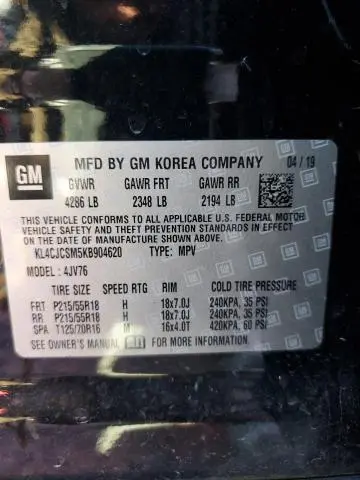 GM
MFD BY GM KOREA COMPANY 04 / 19
GVWR GAWR FRT GAWR RR
4286 LB 2348 LB 2194 LB
THIS VEHICLE CONFORMS TO ALL APPLICABLE U.S. FEDERAL MOTOR
VEHICLE SAFETY AND THEFT PREVENTION STANDARDS IN EFFECT ON
THE DATE OF MANUFACTURE SHOWN ABOVE.
KL4CJCSM5KB904620 TYPE: MPV
MODEL : 4JV76
TIRE SIZE SPEED RTG RIM COLD TIRE PRESSURE
FRT P215/55R18 H 18x7.0J 240KPA, 35 PSI
RR P215/55R18 H 18x7.0J 240KPA, 35 PSI
SPA T125/70R16 M 16x4.0T 420KPA, 60 PSI
SEE OWNER'S MANUAL FOR MORE INFORMATION.